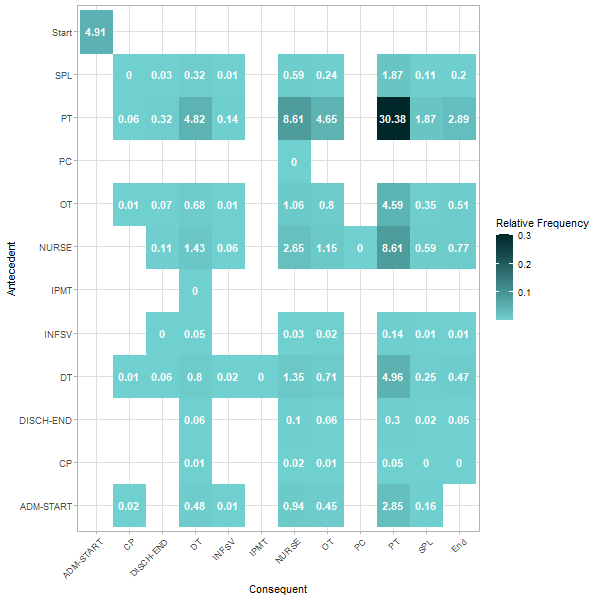 Start 4.91
SPL 0 0.03 0.32 0.01 0.59 0.24 1.87 0.11 0.2
PT 0.06 0.32 4.82 0.14 8.61 4.65 30.38 1.87 2.89
PC 0
OT 0.01 0.07 0.68 0.01 1.06 0.8 4.59 0.35 0.51
NURSE 0.11 1.43 0.06 2.65 1.15 0 8.61 0.59 0.77
IPMT 0
INFSV 0 0.05 0.03 0.02 0.14 0.01 0.01
DT 0.01 0.06 0.8 0.02 0 1.35 0.71 4.96 0.25 0.47
DISCH-END 0.06 0.1 0.06 0.3 0.02 0.05
CP 0.01 0.02 0.01 0.05 0 0
ADM-START 0.02 0.48 0.01 0.94 0.45 2.85 0.16
ADM-START CP DISCH-END DT INFSV IPMT NURSE OT PC PT SPL End
Consequent
Antecedent
Relative Frequency
0.3
0.2
0.1